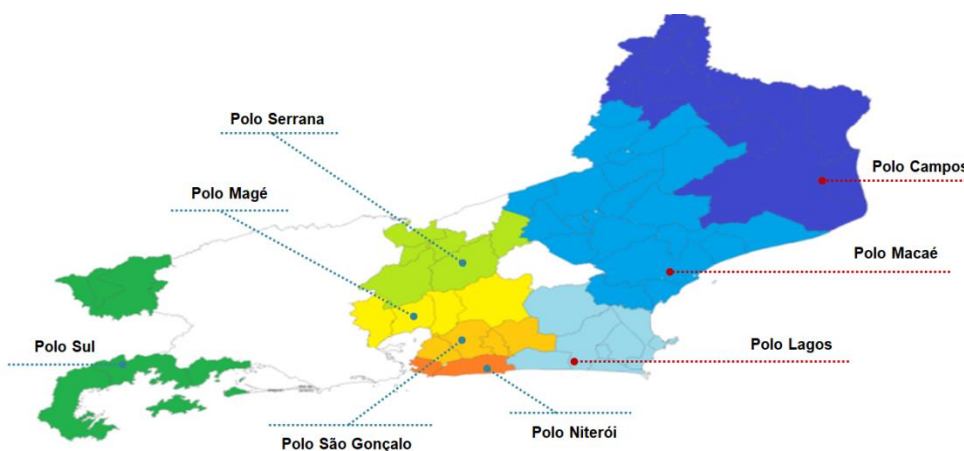 Polo Serrana
Polo Magé
Polo Campos
Polo Macaé
Polo Sul
Polo Lagos
Polo São Gonçalo
Polo Niterói